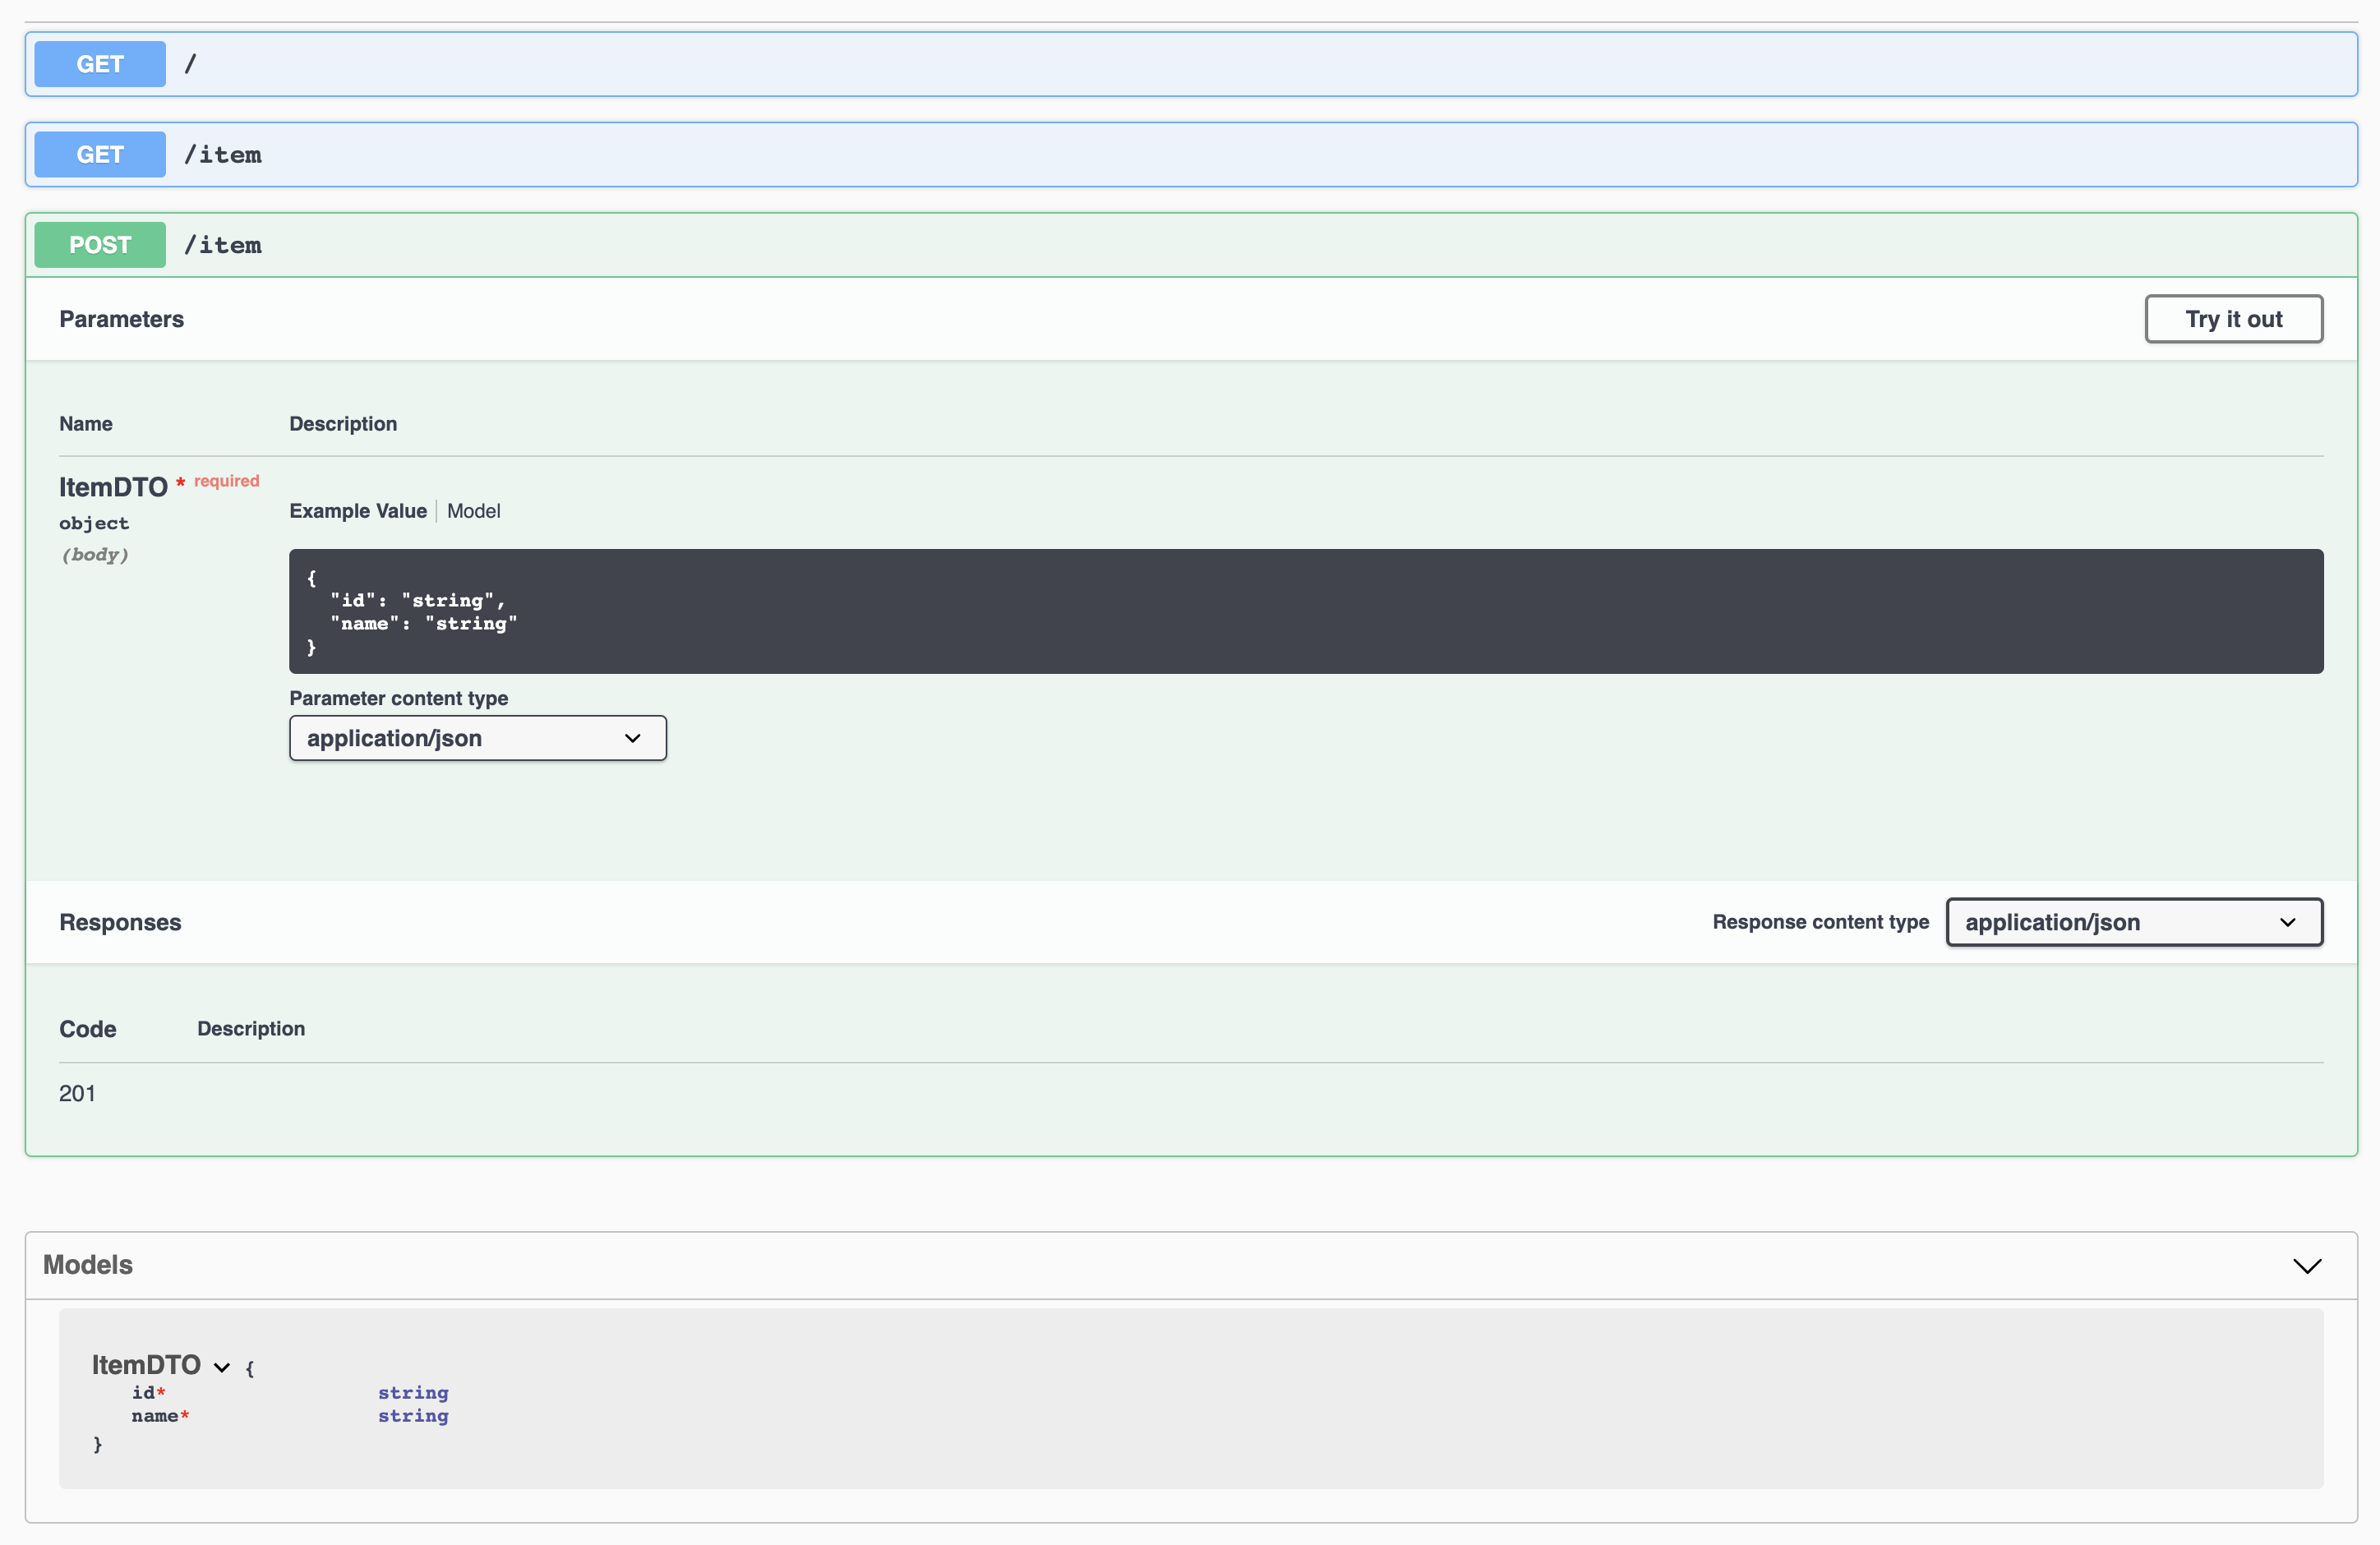 GET /
GET /item
POST /item
Parameters Try it out
Name Description
ItemDTO * required
object
(body)
Example Value Model
{
  "id": "string",
  "name": "string"
}
Parameter content type
application/json
Responses Response content type application/json
Code Description
201
Models
ItemDTO {
id* string
name* string
}